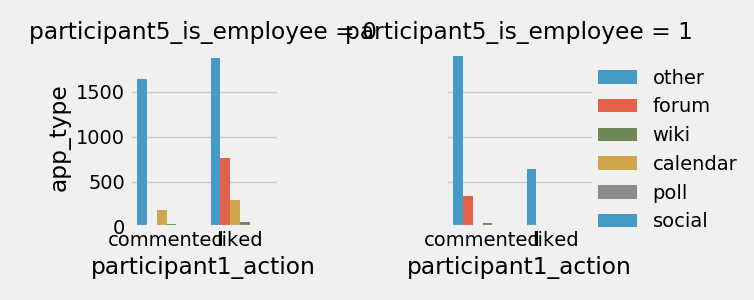 participant5_is_employee = 0
participant5_is_employee = 1
app_type
1500
1000
500
0
commented
liked
participant1_action
commented
liked
participant1_action
other
forum
wiki
calendar
poll
social